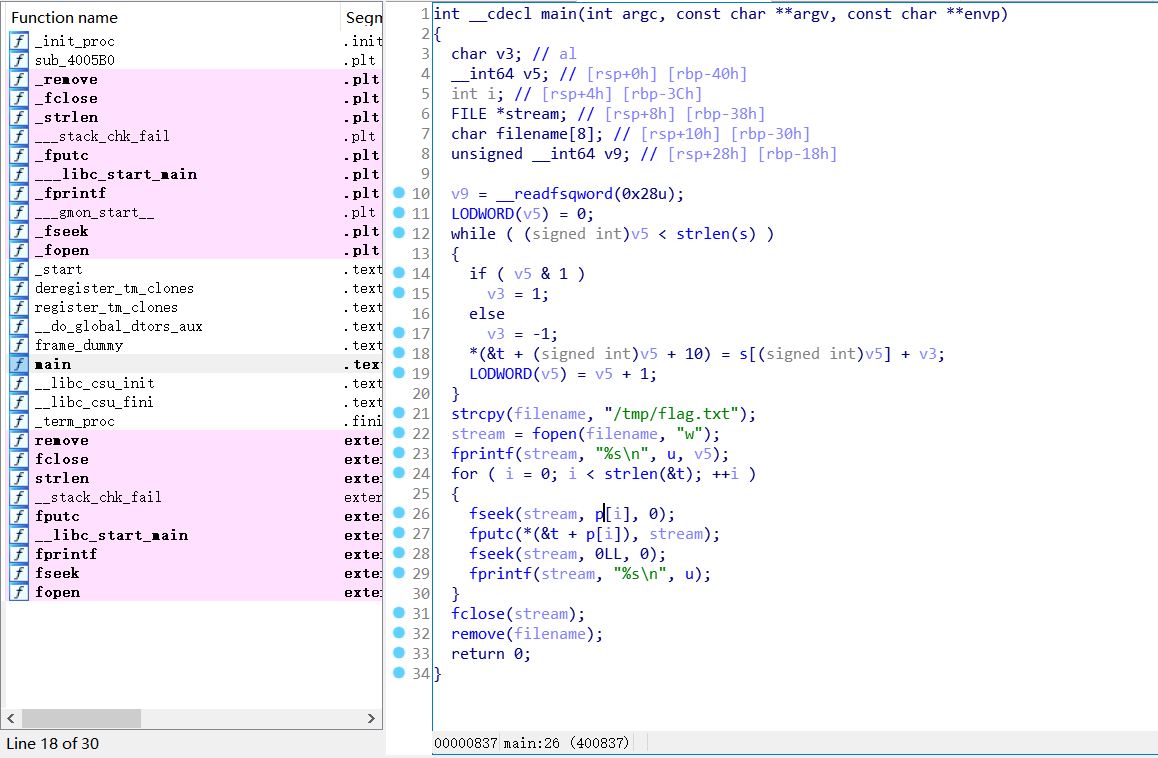 Function name Segn
f _init_proc .init
f sub_4005B0 .plt
f _remove .plt
f _fclose .plt
f _strlen .plt
f ___stack_chk_fail .plt
f _fputc .plt
f ___libc_start_main .plt
f _fprintf .plt
f ___gmon_start__ .plt
f _fseek .plt
f _fopen .plt
f _start .text
f deregister_tm_clones .text
f register_tm_clones .text
f __do_global_dtors_aux .text
f frame_dummy .text
f main .text
f __libc_csu_init .text
f __libc_csu_fini .text
f _term_proc .fini
f remove exte
f fclose exte
f strlen exte
f __stack_chk_fail exter
f fputc exte
f __libc_start_main exte
f fprintf exte
f fseek exte
f fopen exte
Line 18 of 30
1 int __cdecl main(int argc, const char **argv, const char **envp)
2 {
3 char v3; // al
4 __int64 v5; // [rsp+0h] [rbp-40h]
5 int i; // [rsp+4h] [rbp-3Ch]
6 FILE *stream; // [rsp+8h] [rbp-38h]
7 char filename[8]; // [rsp+10h] [rbp-30h]
8 unsigned __int64 v9; // [rsp+28h] [rbp-18h]
9
10 v9 = __readfsqword(0x28u);
11 LODWORD(v5) = 0;
12 while ( (signed int)v5 < strlen(s) )
13 {
14 if ( v5 & 1 )
15 v3 = 1;
16 else
17 v3 = -1;
18 *(&t + (signed int)v5 + 10) = s[(signed int)v5] + v3;
19 LODWORD(v5) = v5 + 1;
20 }
21 strcpy(filename, "/tmp/flag.txt");
22 stream = fopen(filename, "w");
23 fprintf(stream, "%s\n", u, v5);
24 for ( i = 0; i < strlen(&t); ++i )
25 {
26 fseek(stream, p[i], 0);
27 fputc(*(&t + p[i]), stream);
28 fseek(stream, 0LL, 0);
29 fprintf(stream, "%s\n", u);
30 }
31 fclose(stream);
32 remove(filename);
33 return 0;
34 }
00000837 main:26 (400837)